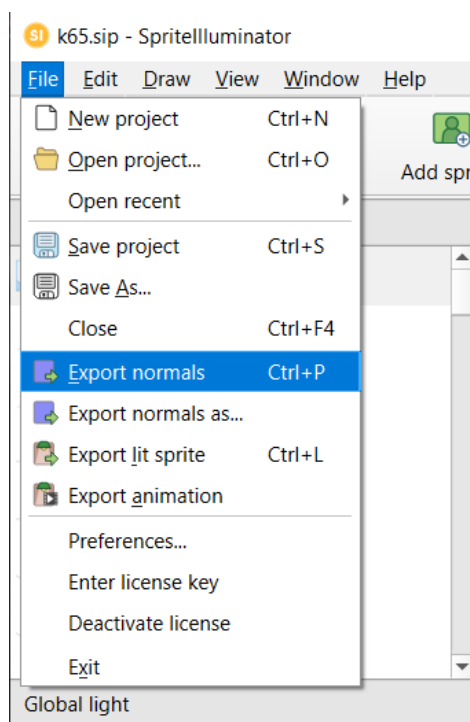 SI k65.sip - SpriteIlluminator
File Edit Draw View Window Help
New project Ctrl+N
Open project... Ctrl+O
Add spr
Open recent
Save project Ctrl+S
Save As...
Close Ctrl+F4
Export normals Ctrl+P
Export normals as...
Export lit sprite Ctrl+L
Export animation
Preferences...
Enter license key
Deactivate license
Exit
Global light